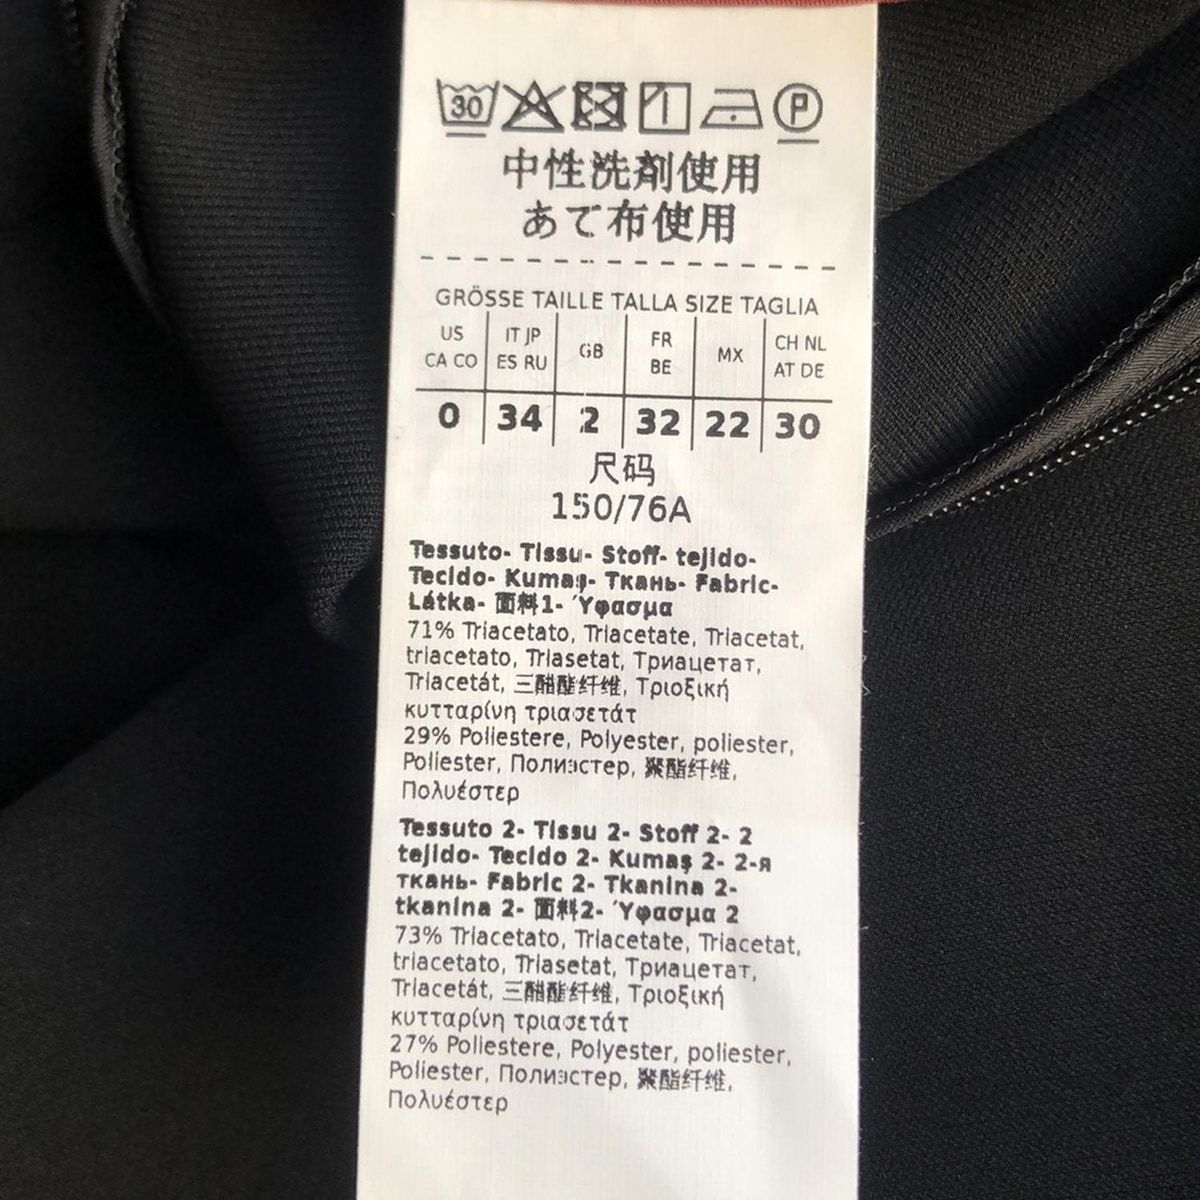 30 P
中性洗剤使用
あて布使用
GRÖSSE TAILLE TALLA SIZE TAGLIA
US CA CO IT JP ES RU GB FR BE MX CH NL AT DE
0 34 2 32 22 30
尺码
150/76A
Tessuto- Tissu- Stoff- tejido-
Tecido- Kumaş- Ткань- Fabric-
Látka- 面料1- Ύφασμα
71% Triacetato, Triacetate, Triacetat,
triacetato, Triasetat, Триацетат,
Triacetát, 三醋酯纤维, Τριοξική
κυτταρίνη τριασετάτ
29% Poliestere, Polyester, poliester,
Poliester, Полиэстер, 聚酯纤维,
Πολυέστερ
Tessuto 2- Tissu 2- Stoff 2- 2
tejido- Tecido 2- Kumaş 2- 2-я
ткань- Fabric 2- Tkanina 2-
tkanina 2- 面料2- Ύφασμα 2
73% Triacetato, Triacetate, Triacetat,
triacetato, Triasetat, Триацетат,
Triacetát, 三醋酯纤维, Τριοξική
κυτταρίνη τριασετάτ
27% Poliestere, Polyester, poliester,
Poliester, Полиэстер, 聚酯纤维,
Πολυέστερ